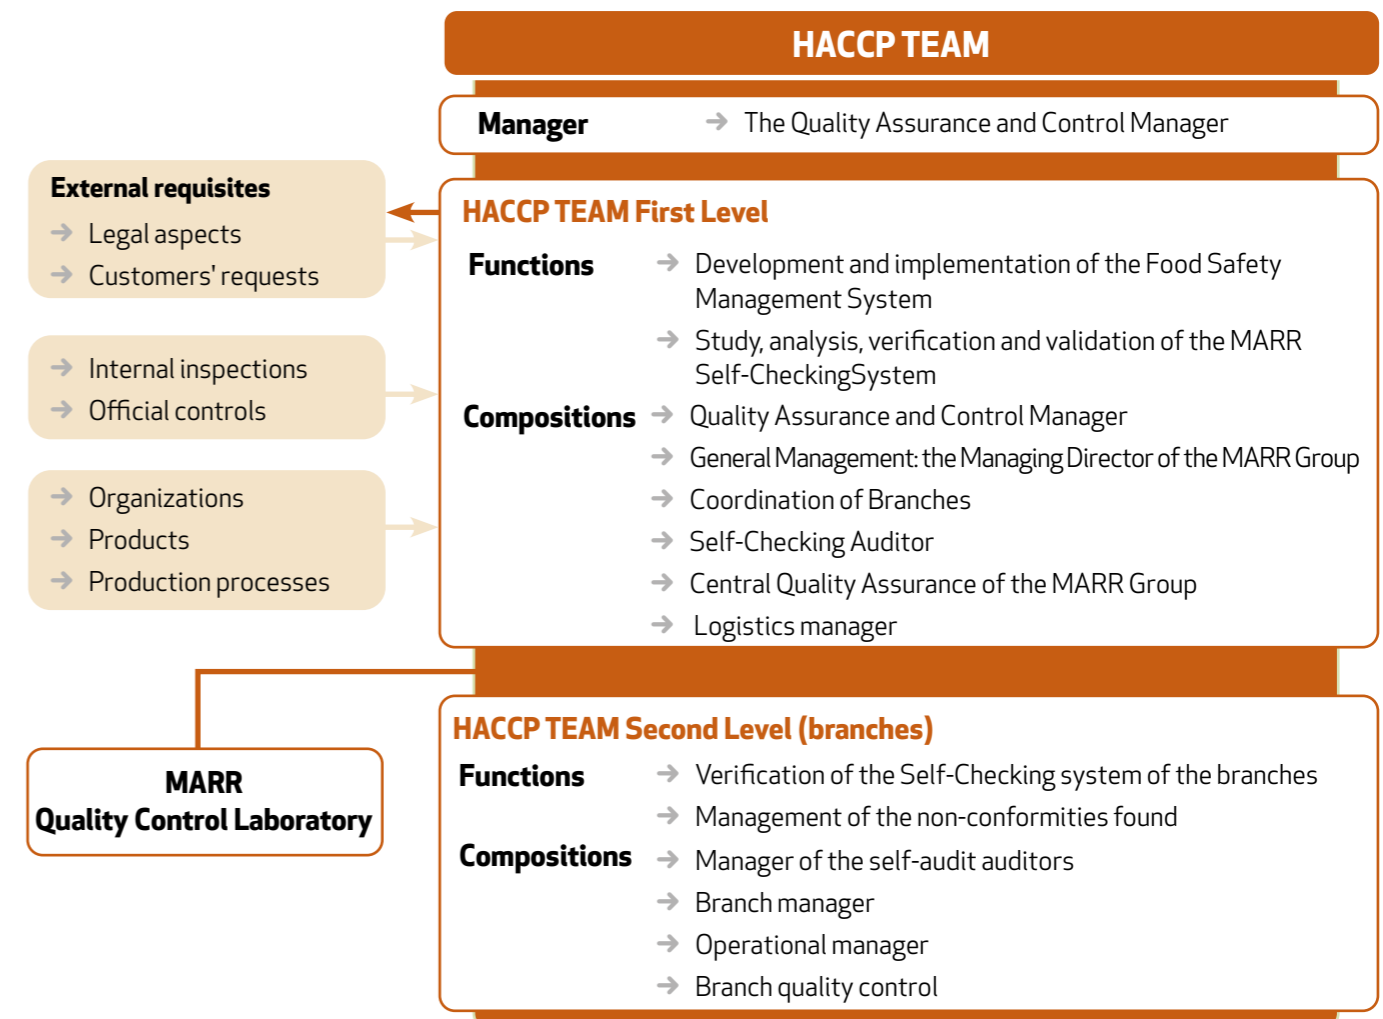 HACCP TEAM
Manager → The Quality Assurance and Control Manager
External requisites
→ Legal aspects
→ Customers' requests
→ Internal inspections
→ Official controls
→ Organizations
→ Products
→ Production processes
HACCP TEAM First Level
Functions → Development and implementation of the Food Safety
Management System
→ Study, analysis, verification and validation of the MARR
Self-CheckingSystem
Compositions → Quality Assurance and Control Manager
→ General Management: the Managing Director of the MARR Group
→ Coordination of Branches
→ Self-Checking Auditor
→ Central Quality Assurance of the MARR Group
→ Logistics manager
MARR
Quality Control Laboratory
HACCP TEAM Second Level (branches)
Functions → Verification of the Self-Checking system of the branches
→ Management of the non-conformities found
Compositions → Manager of the self-audit auditors
→ Branch manager
→ Operational manager
→ Branch quality control